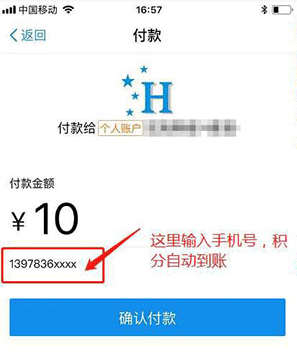 中国移动 16:57
返回 付款
H
付款给 个人账户
付款金额
¥ 10
这里输入手机号，积
分自动到账
1397836xxxx
确认付款